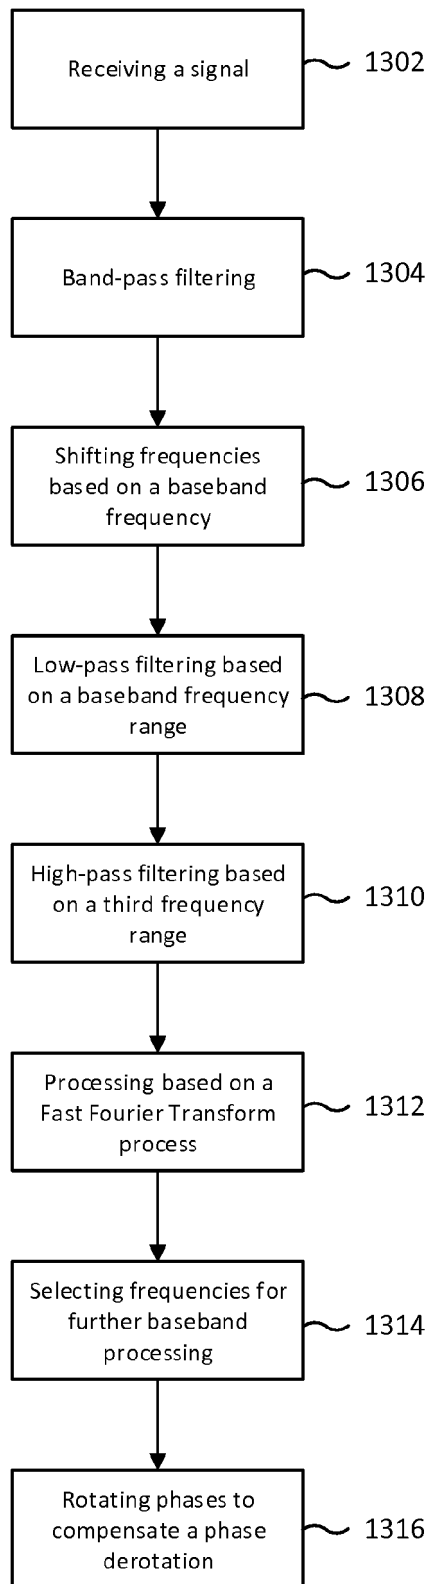 Receiving a signal
1302
Band-pass filtering
1304
Shifting frequencies
based on a baseband
frequency
1306
Low-pass filtering based
on a baseband frequency
range
1308
High-pass filtering based
on a third frequency
range
1310
Processing based on a
Fast Fourier Transform
process
1312
Selecting frequencies for
further baseband
processing
1314
Rotating phases to
compensate a phase
derotation
1316